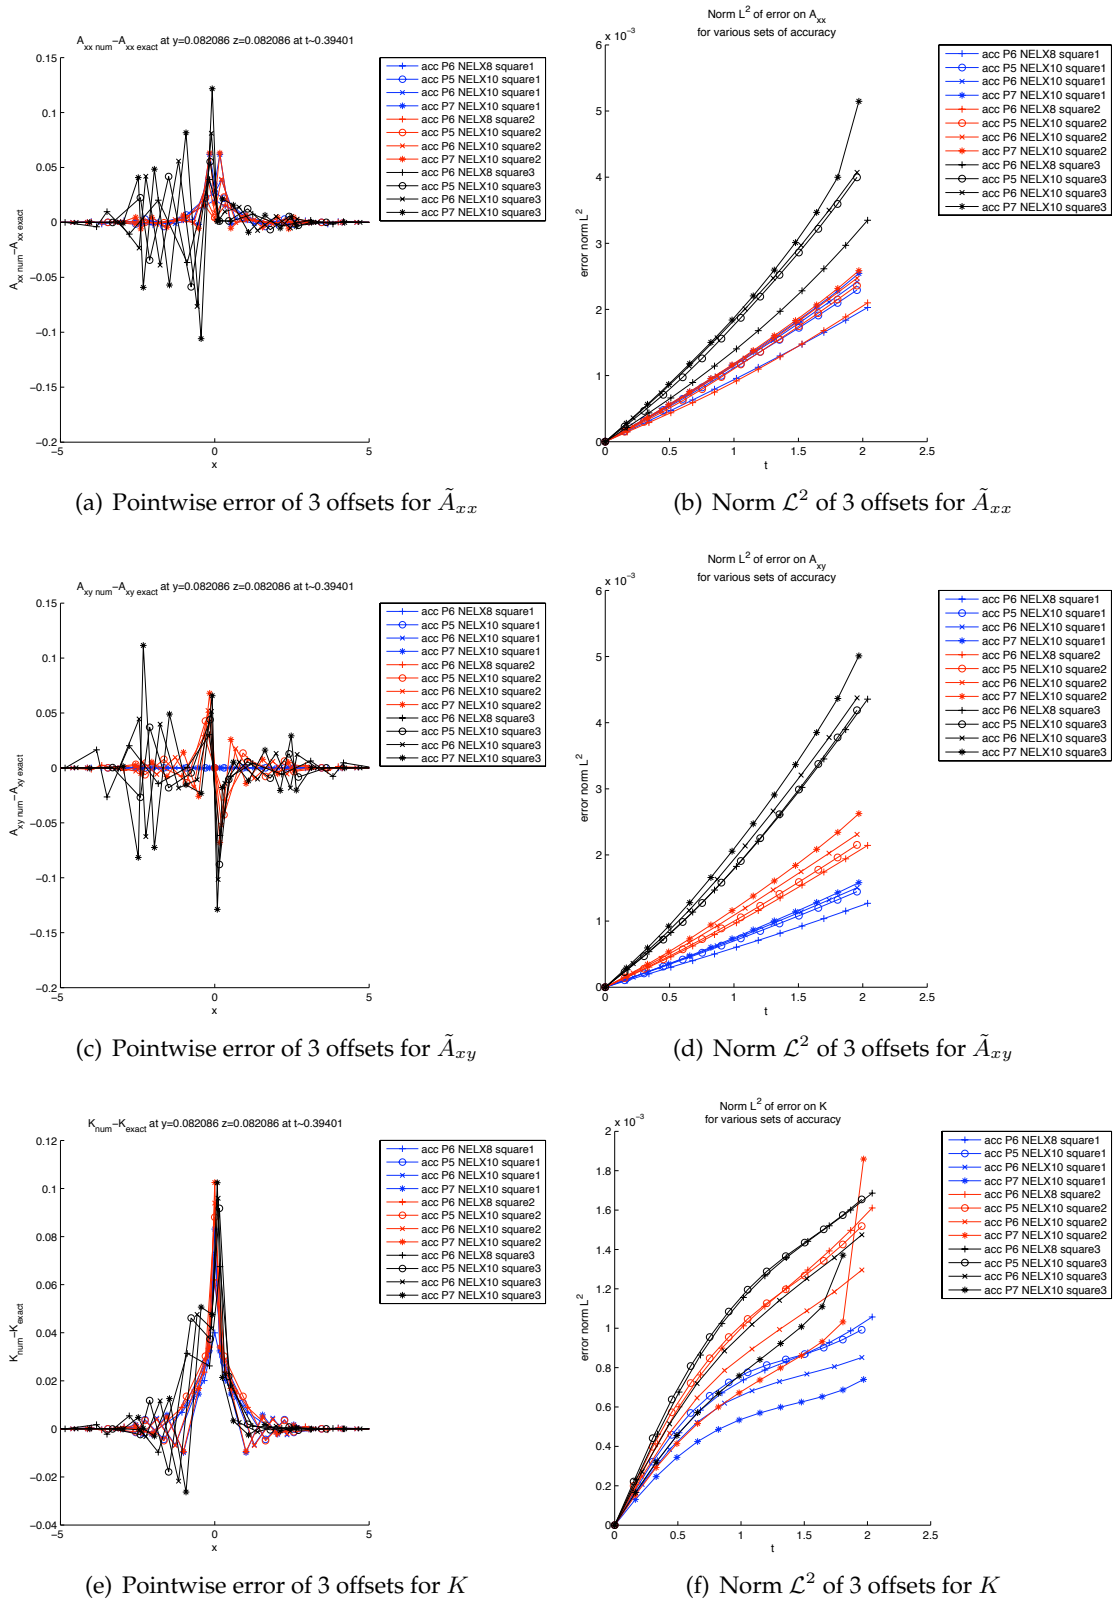 A_xx num−A_xx exact at y=0.082086 z=0.082086 at t~0.39401
0.15
0.1
0.05
0
−0.05
−0.1
−0.15
−0.2
−5
0
5
x
A_xx num−A_xx exact
acc P6 NELX8 square1
acc P5 NELX10 square1
acc P6 NELX10 square1
acc P7 NELX10 square1
acc P6 NELX8 square2
acc P5 NELX10 square2
acc P6 NELX10 square2
acc P7 NELX10 square2
acc P6 NELX8 square3
acc P5 NELX10 square3
acc P6 NELX10 square3
acc P7 NELX10 square3
(a) Pointwise error of 3 offsets for Ã_xx
Norm L² of error on A_xx
for various sets of accuracy
x 10⁻³
6
5
4
3
2
1
0
0
0.5
1
1.5
2
2.5
t
error norm L²
acc P6 NELX8 square1
acc P5 NELX10 square1
acc P6 NELX10 square1
acc P7 NELX10 square1
acc P6 NELX8 square2
acc P5 NELX10 square2
acc P6 NELX10 square2
acc P7 NELX10 square2
acc P6 NELX8 square3
acc P5 NELX10 square3
acc P6 NELX10 square3
acc P7 NELX10 square3
(b) Norm ℒ² of 3 offsets for Ã_xx
A_xy num−A_xy exact at y=0.082086 z=0.082086 at t~0.39401
0.15
0.1
0.05
0
−0.05
−0.1
−0.15
−0.2
−5
0
5
x
A_xy num−A_xy exact
acc P6 NELX8 square1
acc P5 NELX10 square1
acc P6 NELX10 square1
acc P7 NELX10 square1
acc P6 NELX8 square2
acc P5 NELX10 square2
acc P6 NELX10 square2
acc P7 NELX10 square2
acc P6 NELX8 square3
acc P5 NELX10 square3
acc P6 NELX10 square3
acc P7 NELX10 square3
(c) Pointwise error of 3 offsets for Ã_xy
Norm L² of error on A_xy
for various sets of accuracy
x 10⁻³
6
5
4
3
2
1
0
0
0.5
1
1.5
2
2.5
t
error norm L²
acc P6 NELX8 square1
acc P5 NELX10 square1
acc P6 NELX10 square1
acc P7 NELX10 square1
acc P6 NELX8 square2
acc P5 NELX10 square2
acc P6 NELX10 square2
acc P7 NELX10 square2
acc P6 NELX8 square3
acc P5 NELX10 square3
acc P6 NELX10 square3
acc P7 NELX10 square3
(d) Norm ℒ² of 3 offsets for Ã_xy
K_num−K_exact at y=0.082086 z=0.082086 at t~0.39401
0.12
0.1
0.08
0.06
0.04
0.02
0
−0.02
−0.04
−5
0
5
x
K_num−K_exact
acc P6 NELX8 square1
acc P5 NELX10 square1
acc P6 NELX10 square1
acc P7 NELX10 square1
acc P6 NELX8 square2
acc P5 NELX10 square2
acc P6 NELX10 square2
acc P7 NELX10 square2
acc P6 NELX8 square3
acc P5 NELX10 square3
acc P6 NELX10 square3
acc P7 NELX10 square3
(e) Pointwise error of 3 offsets for K
Norm L² of error on K
for various sets of accuracy
x 10⁻³
2
1.8
1.6
1.4
1.2
1
0.8
0.6
0.4
0.2
0
0
0.5
1
1.5
2
2.5
t
error norm L²
acc P6 NELX8 square1
acc P5 NELX10 square1
acc P6 NELX10 square1
acc P7 NELX10 square1
acc P6 NELX8 square2
acc P5 NELX10 square2
acc P6 NELX10 square2
acc P7 NELX10 square2
acc P6 NELX8 square3
acc P5 NELX10 square3
acc P6 NELX10 square3
acc P7 NELX10 square3
(f) Norm ℒ² of 3 offsets for K